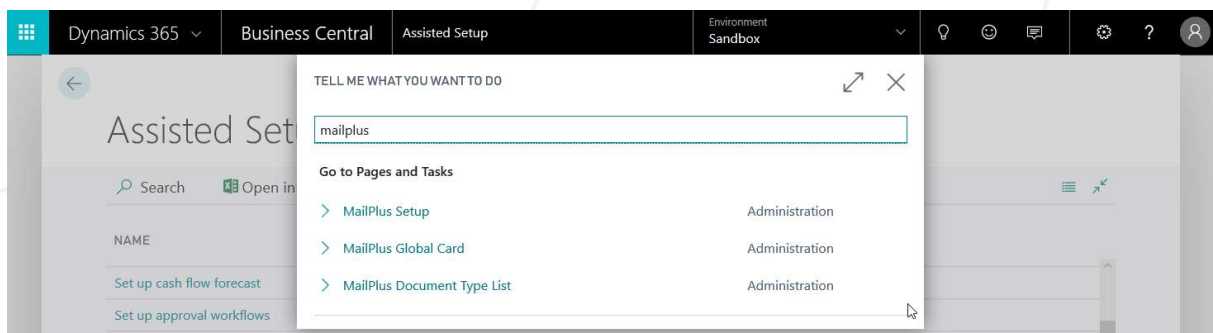 Dynamics 365 Business Central Assisted Setup Environment
Sandbox ?
TELL ME WHAT YOU WANT TO DO
Assisted Set
mailplus
Go to Pages and Tasks
Search Open in
MailPlus Setup Administration
NAME
MailPlus Global Card Administration
Set up cash flow forecast
MailPlus Document Type List Administration
Set up approval workflows